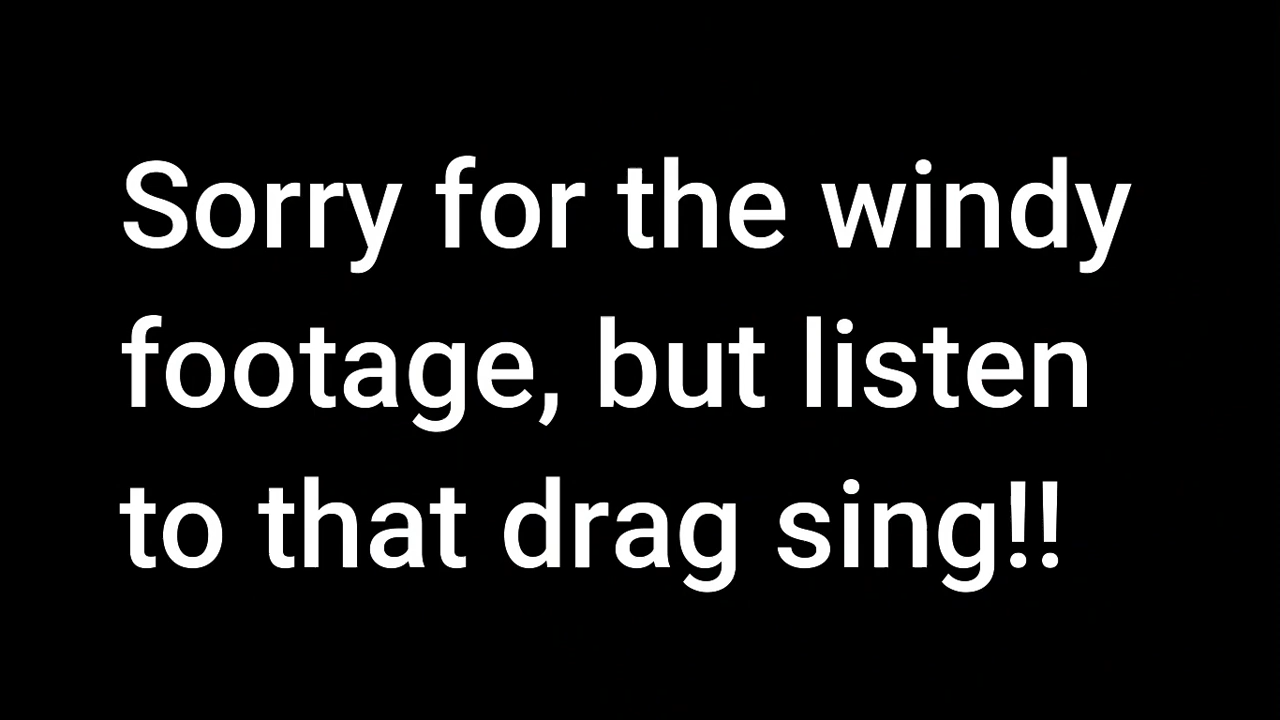 Sorry for the windy
footage, but listen
to that drag sing!!